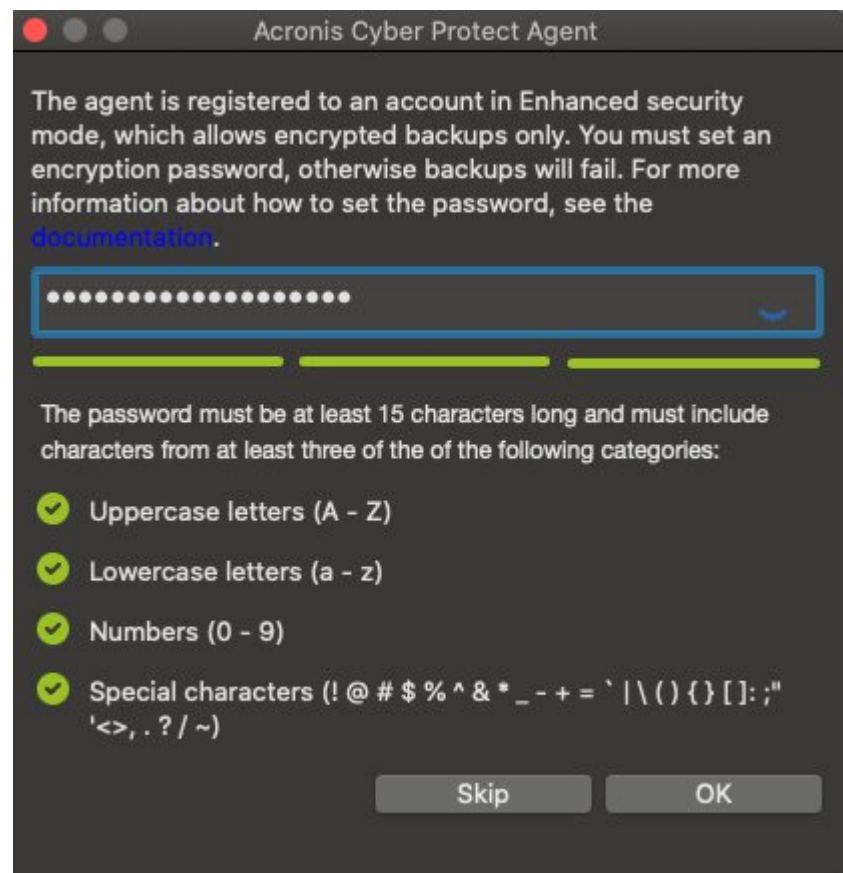 Acronis Cyber Protect Agent
The agent is registered to an account in Enhanced security
mode, which allows encrypted backups only. You must set an
encryption password, otherwise backups will fail. For more
information about how to set the password, see the
documentation.
•••••••••••••••••••
The password must be at least 15 characters long and must include
characters from at least three of the of the following categories:
Uppercase letters (A - Z)
Lowercase letters (a - z)
Numbers (0 - 9)
Special characters (! @ # $ % ^ & * _ - + = ` | \ ( ) { } [ ]: ;"
'<>, . ? / ~)
Skip OK